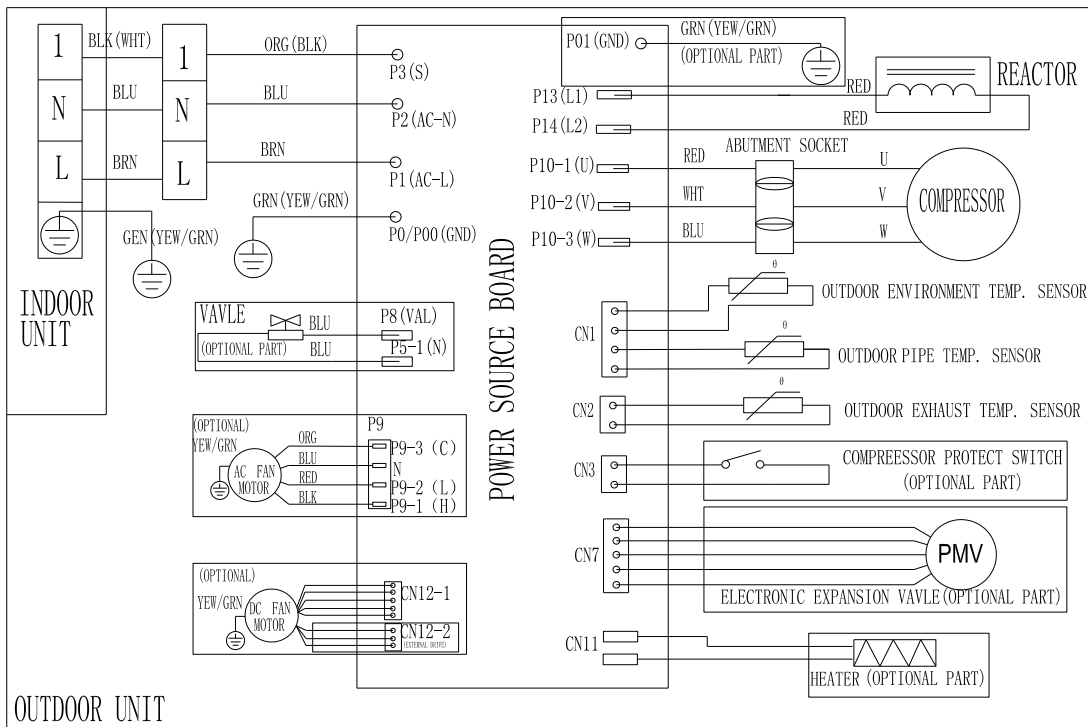 1
N
L
BLK(WHT)
BLU
BRN
1
N
L
ORG(BLK)
BLU
BRN
GRN(YEW/GRN)
GEN(YEW/GRN)
P3(S)
P2(AC-N)
P1(AC-L)
P0/P00(GND)
INDOOR
UNIT
VAVLE
(OPTIONAL PART)
BLU
BLU
P8(VAL)
P5-1(N)
(OPTIONAL)
YEW/GRN
AC FAN
MOTOR
ORG
BLU
RED
BLK
P9
P9-3 (C)
N
P9-2 (L)
P9-1 (H)
(OPTIONAL)
YEW/GRN
DC FAN
MOTOR
CN12-1
CN12-2
(EXTERNAL DRIVE)
OUTDOOR UNIT
POWER SOURCE BOARD
P01(GND)
GRN(YEW/GRN)
(OPTIONAL PART)
P13(L1)
RED
REACTOR
P14(L2)
RED
ABUTMENT SOCKET
P10-1(U)
RED
U
P10-2(V)
WHT
V
P10-3(W)
BLU
W
COMPRESSOR
CN1
θ
OUTDOOR ENVIRONMENT TEMP. SENSOR
θ
OUTDOOR PIPE TEMP. SENSOR
CN2
θ
OUTDOOR EXHAUST TEMP. SENSOR
CN3
COMPREESSOR PROTECT SWITCH
(OPTIONAL PART)
CN7
PMV
ELECTRONIC EXPANSION VAVLE(OPTIONAL PART)
CN11
HEATER (OPTIONAL PART)